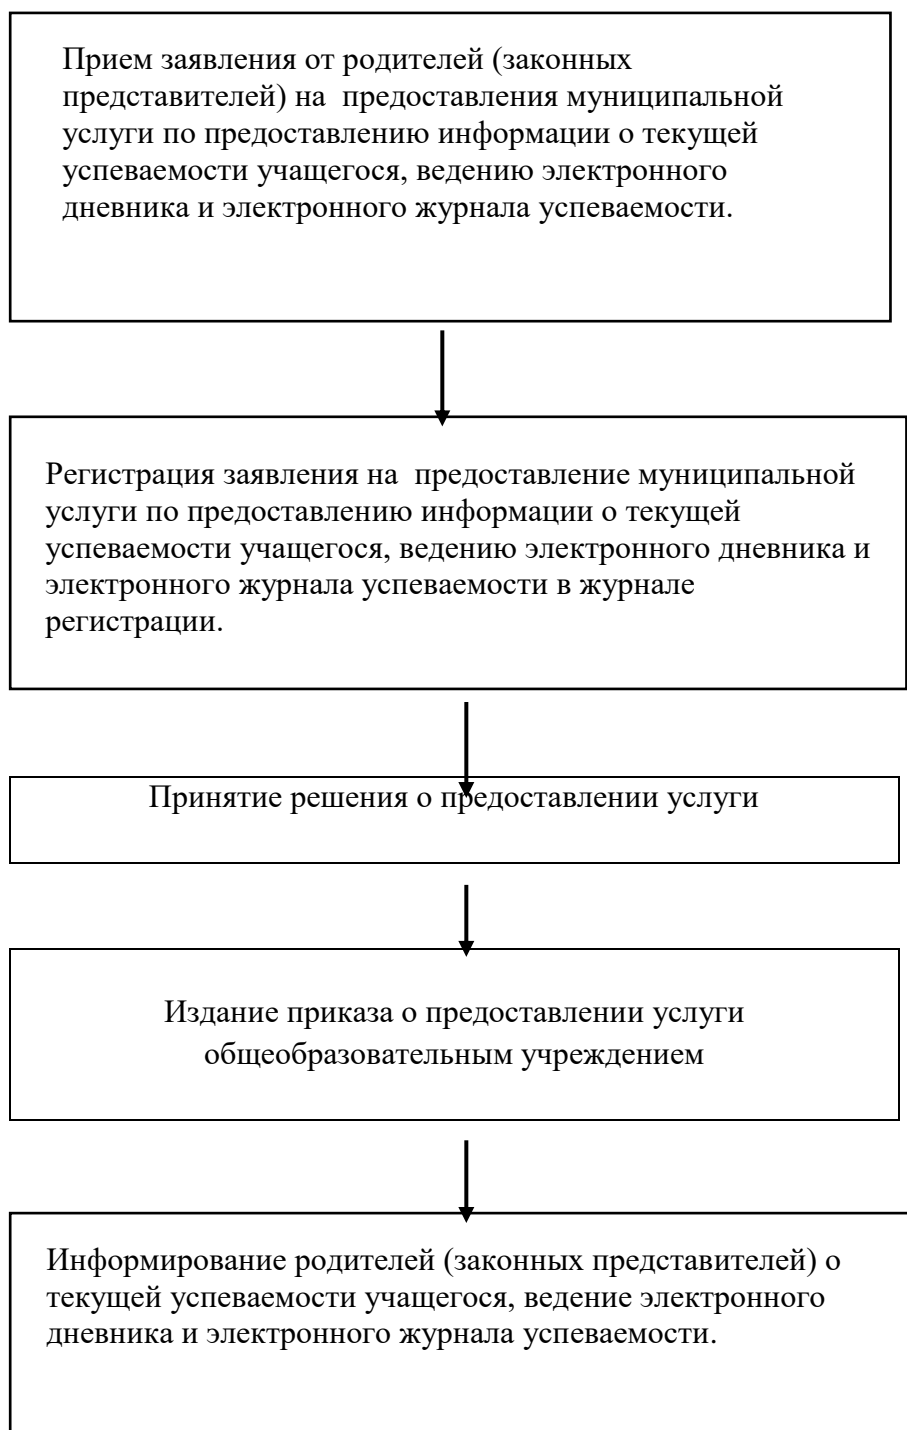 Прием заявления от родителей (законных
представителей) на  предоставления муниципальной
услуги по предоставлению информации о текущей
успеваемости учащегося, ведению электронного
дневника и электронного журнала успеваемости.
Регистрация заявления на  предоставление муниципальной
услуги по предоставлению информации о текущей
успеваемости учащегося, ведению электронного дневника и
электронного журнала успеваемости в журнале
регистрации.
Принятие решения о предоставлении услуги
Издание приказа о предоставлении услуги
общеобразовательным учреждением
Информирование родителей (законных представителей) о
текущей успеваемости учащегося, ведение электронного
дневника и электронного журнала успеваемости.